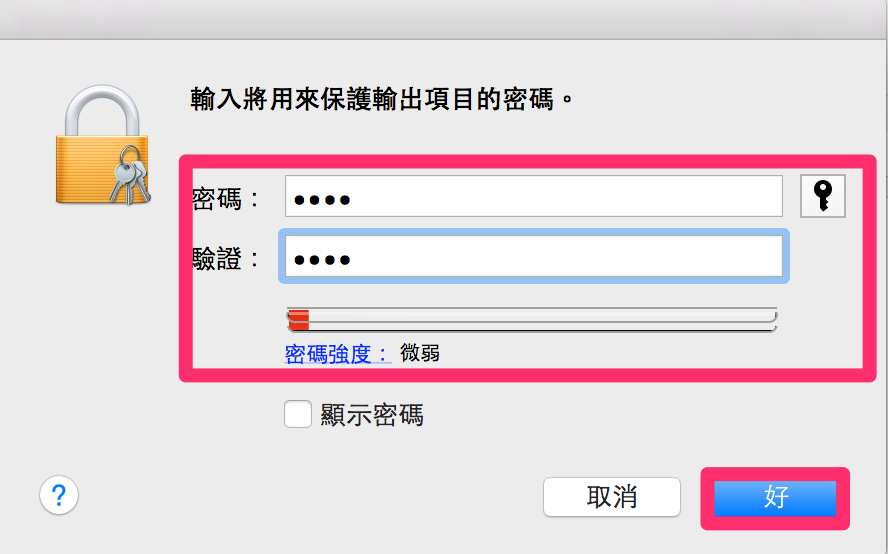 輸入將用來保護輸出項目的密碼。
密碼：••••
驗證：••••
密碼強度：微弱
顯示密碼
? 取消 好